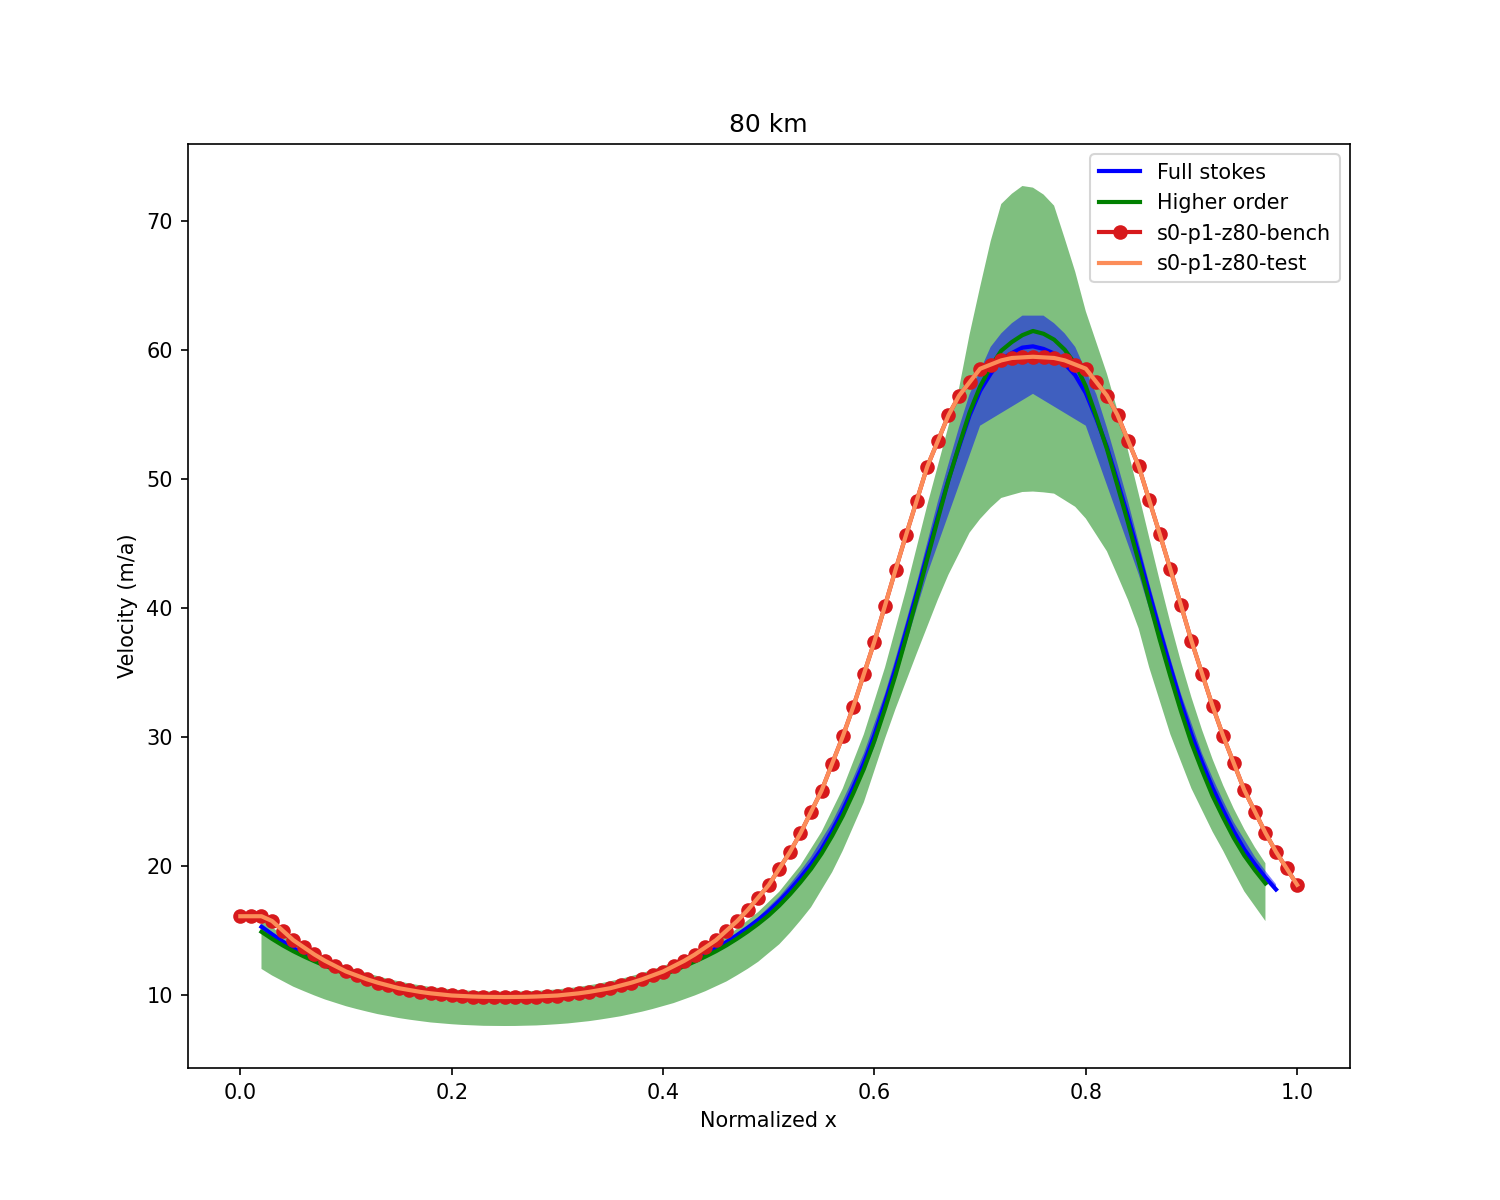 80 km
Full stokes
Higher order
s0-p1-z80-bench
s0-p1-z80-test
Velocity (m/a)
70
60
50
40
30
20
10
0.0 0.2 0.4 0.6 0.8 1.0
Normalized x